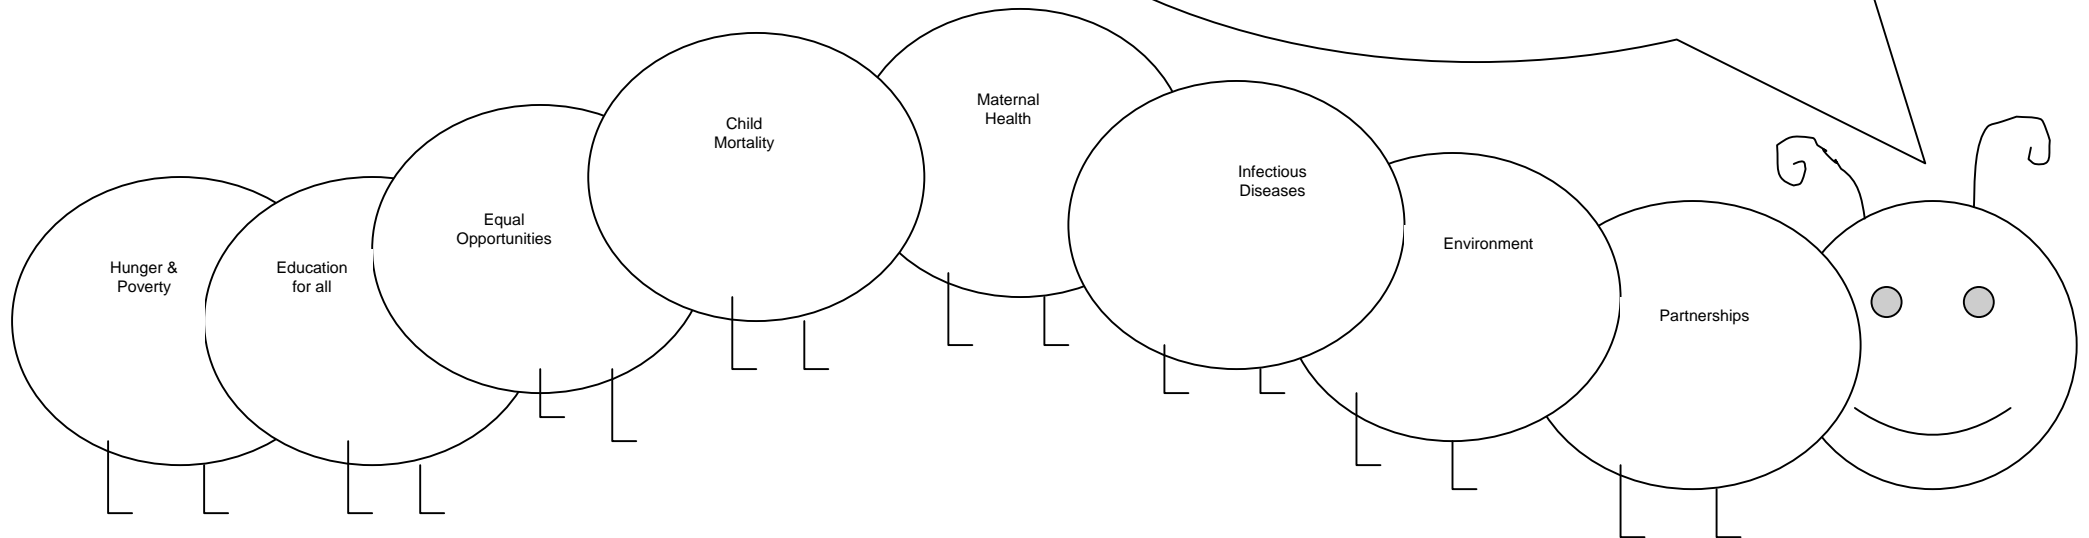 Hunger &
Poverty
Education
for all
Equal
Opportunities
Child
Mortality
Maternal
Health
Infectious
Diseases
Environment
Partnerships